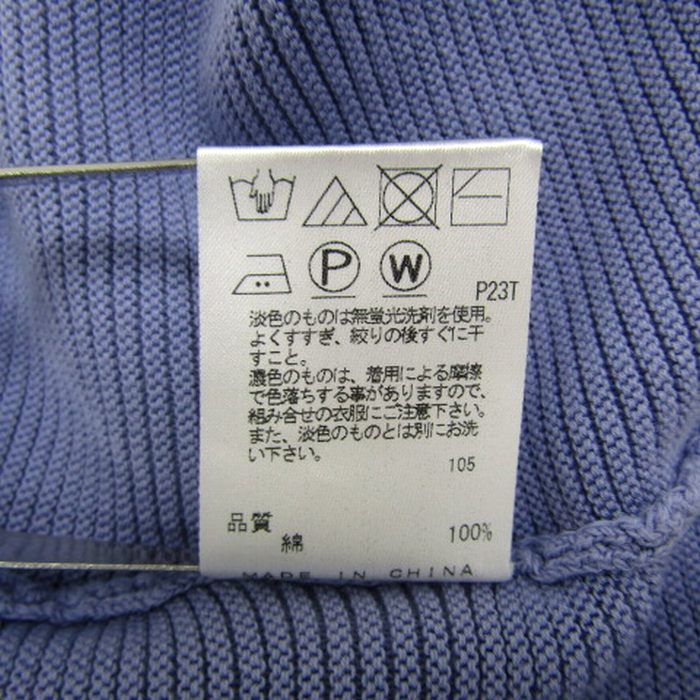 P W
P23T
淡色のものは無蛍光洗剤を使用。
よくすすぎ、絞りの後すぐに干
すこと。
濃色のものは、着用による摩擦
で色落ちする事がありますので、
組み合せの衣服にご注意下さい。
また、淡色のものとは別にお洗
い下さい。
105
品質
綿 100%
MADE IN CHINA